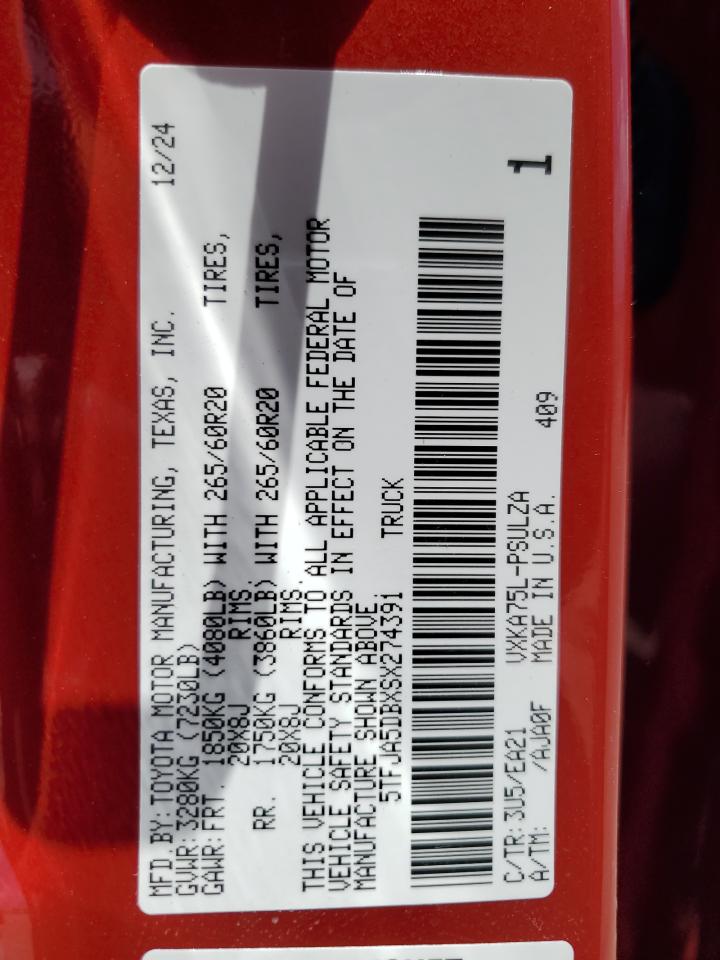 MFD.BY:TOYOTA MOTOR MANUFACTURING, TEXAS, INC. 12/24
GVWR:3280KG (7230LB)
GAWR:FRT. 1850KG (4080LB) WITH 265/60R20 TIRES,
20X8J RIMS.
RR. 1750KG (3860LB) WITH 265/60R20 TIRES,
20X8J RIMS.
THIS VEHICLE CONFORMS TO ALL APPLICABLE FEDERAL MOTOR
VEHICLE SAFETY STANDARDS IN EFFECT ON THE DATE OF
MANUFACTURE SHOWN ABOVE.
5TFJA5DBXSX274391 TRUCK
1
C/TR:3U5/EA21 VXKA75L-PSULZA
A/TM: /AJA0F MADE IN U.S.A. 409